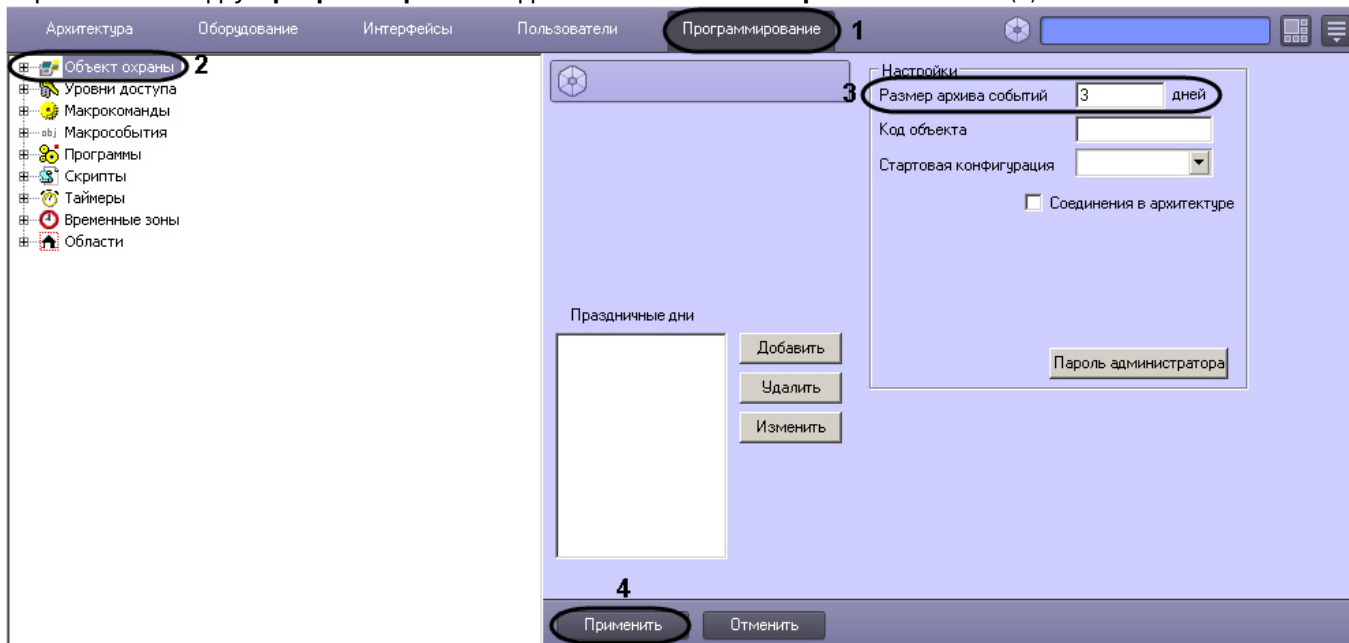 Архитектура Оборудование Интерфейсы Пользователи Программирование 1
Объект охраны 2
Уровни доступа
Макрокоманды
obj Макрособытия
Программы
Скрипты
Таймеры
Временные зоны
Области
Настройки
3 Размер архива событий 3 дней
Код объекта
Стартовая конфигурация
Соединения в архитектуре
Пароль администратора
Праздничные дни
Добавить
Удалить
Изменить
4
Применить Отменить